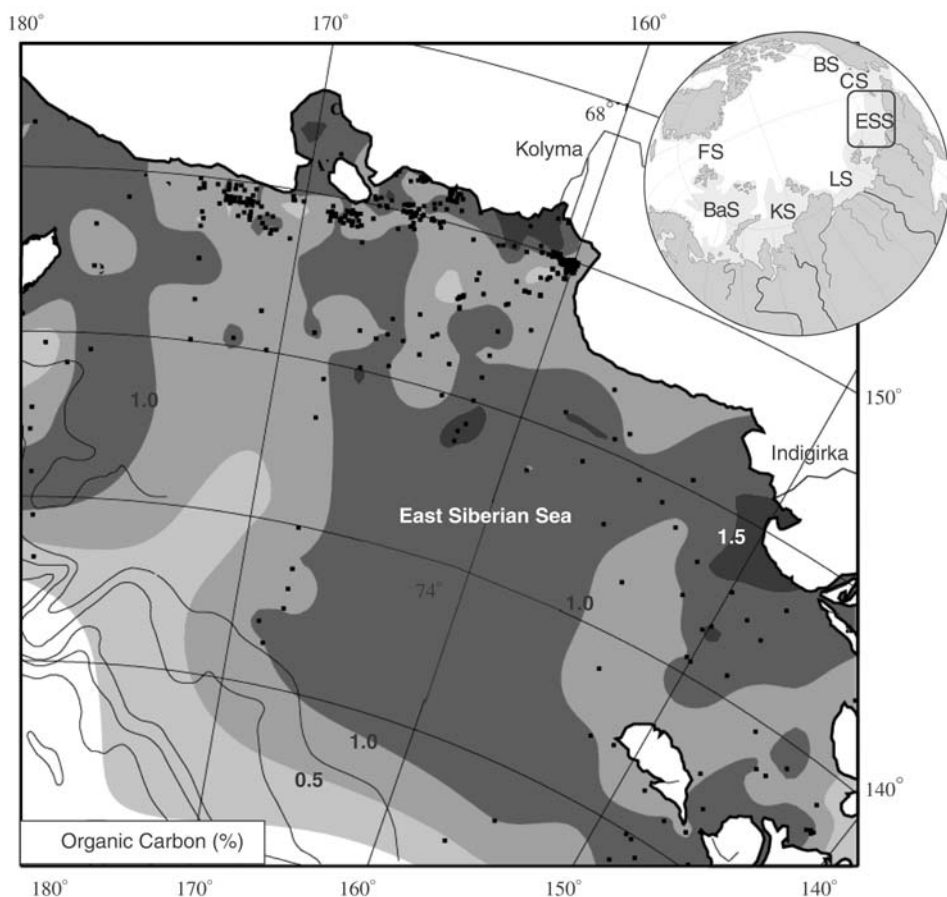 180°
170°
160°
BS
CS
68°
ESS
Kolyma
FS
LS
BaS
KS
1.0
150°
Indigirka
East Siberian Sea
1.5
74°
1.0
1.0
0.5
140°
Organic Carbon (%)
180°
170°
160°
150°
140°